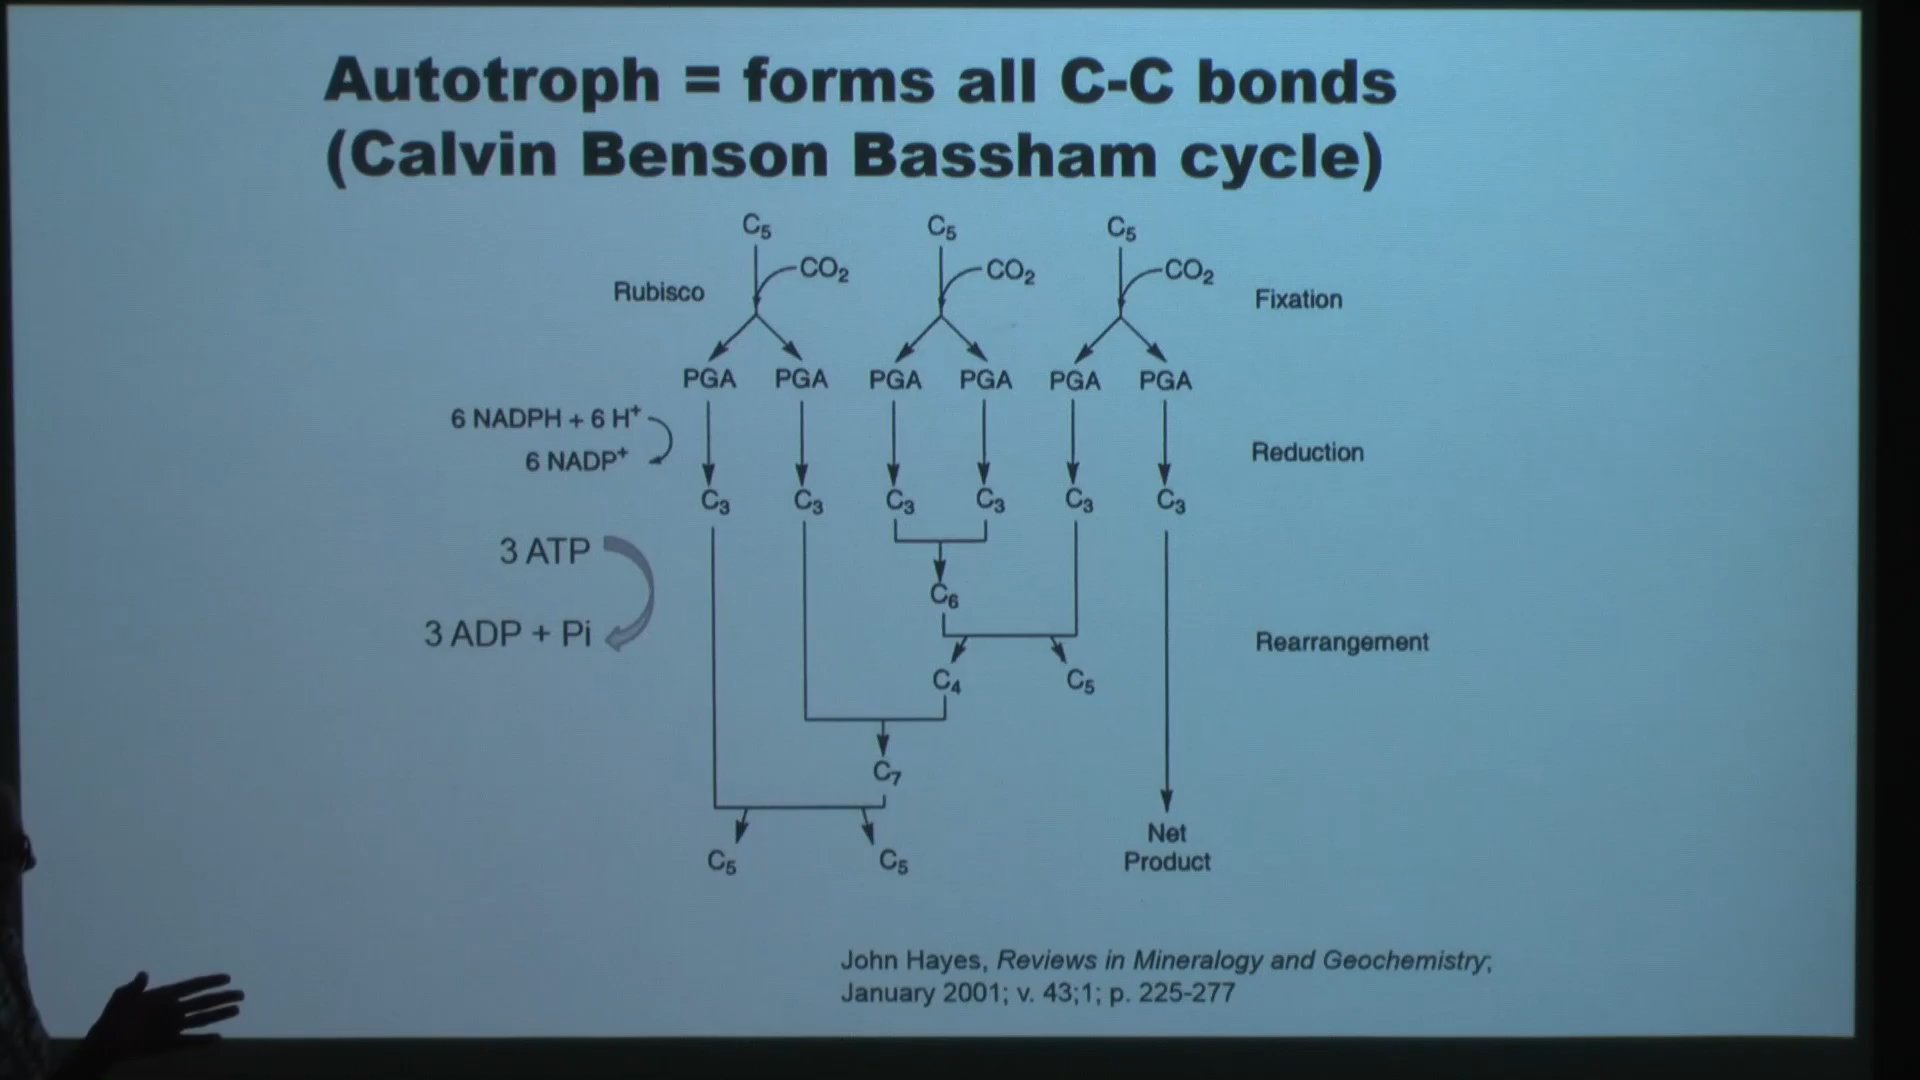 Autotroph = forms all C-C bonds
(Calvin Benson Bassham cycle)
C₅ C₅ C₅
CO₂ CO₂ CO₂
Rubisco Fixation
PGA PGA PGA PGA PGA PGA
6 NADPH + 6 H⁺
6 NADP⁺ Reduction
C₃ C₃ C₃ C₃ C₃ C₃
3 ATP
C₆
3 ADP + Pi Rearrangement
C₄ C₅
C₇
Net
Product
C₅ C₅
John Hayes, Reviews in Mineralogy and Geochemistry;
January 2001; v. 43;1; p. 225-277